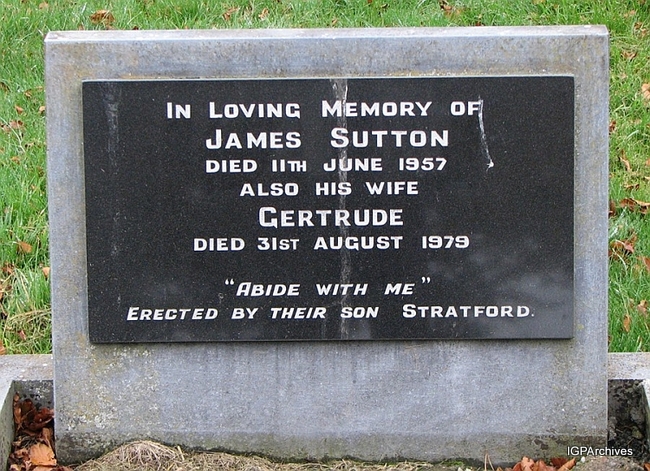 In Loving Memory of
James Sutton
died 11th June 1957
also his wife
Gertrude
died 31st August 1979
"Abide with me"
Erected by their son Stratford.
IGPArchives